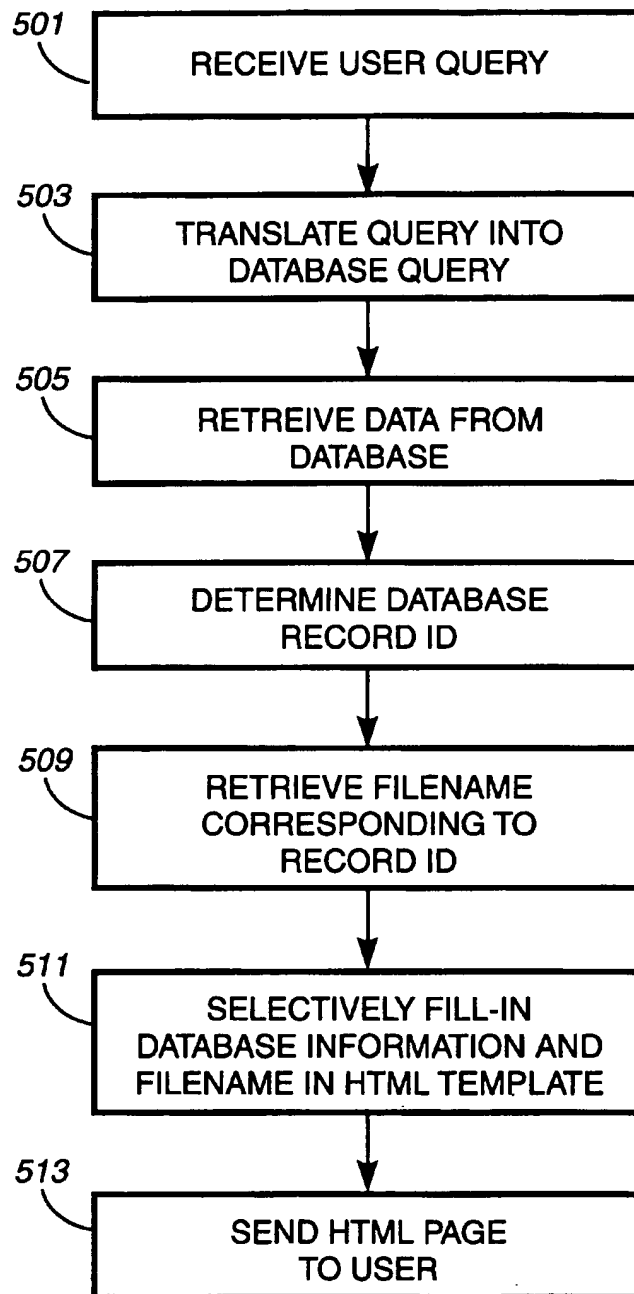 501
RECEIVE USER QUERY
503
TRANSLATE QUERY INTO
DATABASE QUERY
505
RETREIVE DATA FROM
DATABASE
507
DETERMINE DATABASE
RECORD ID
509
RETRIEVE FILENAME
CORRESPONDING TO
RECORD ID
511
SELECTIVELY FILL-IN
DATABASE INFORMATION AND
FILENAME IN HTML TEMPLATE
513
SEND HTML PAGE
TO USER